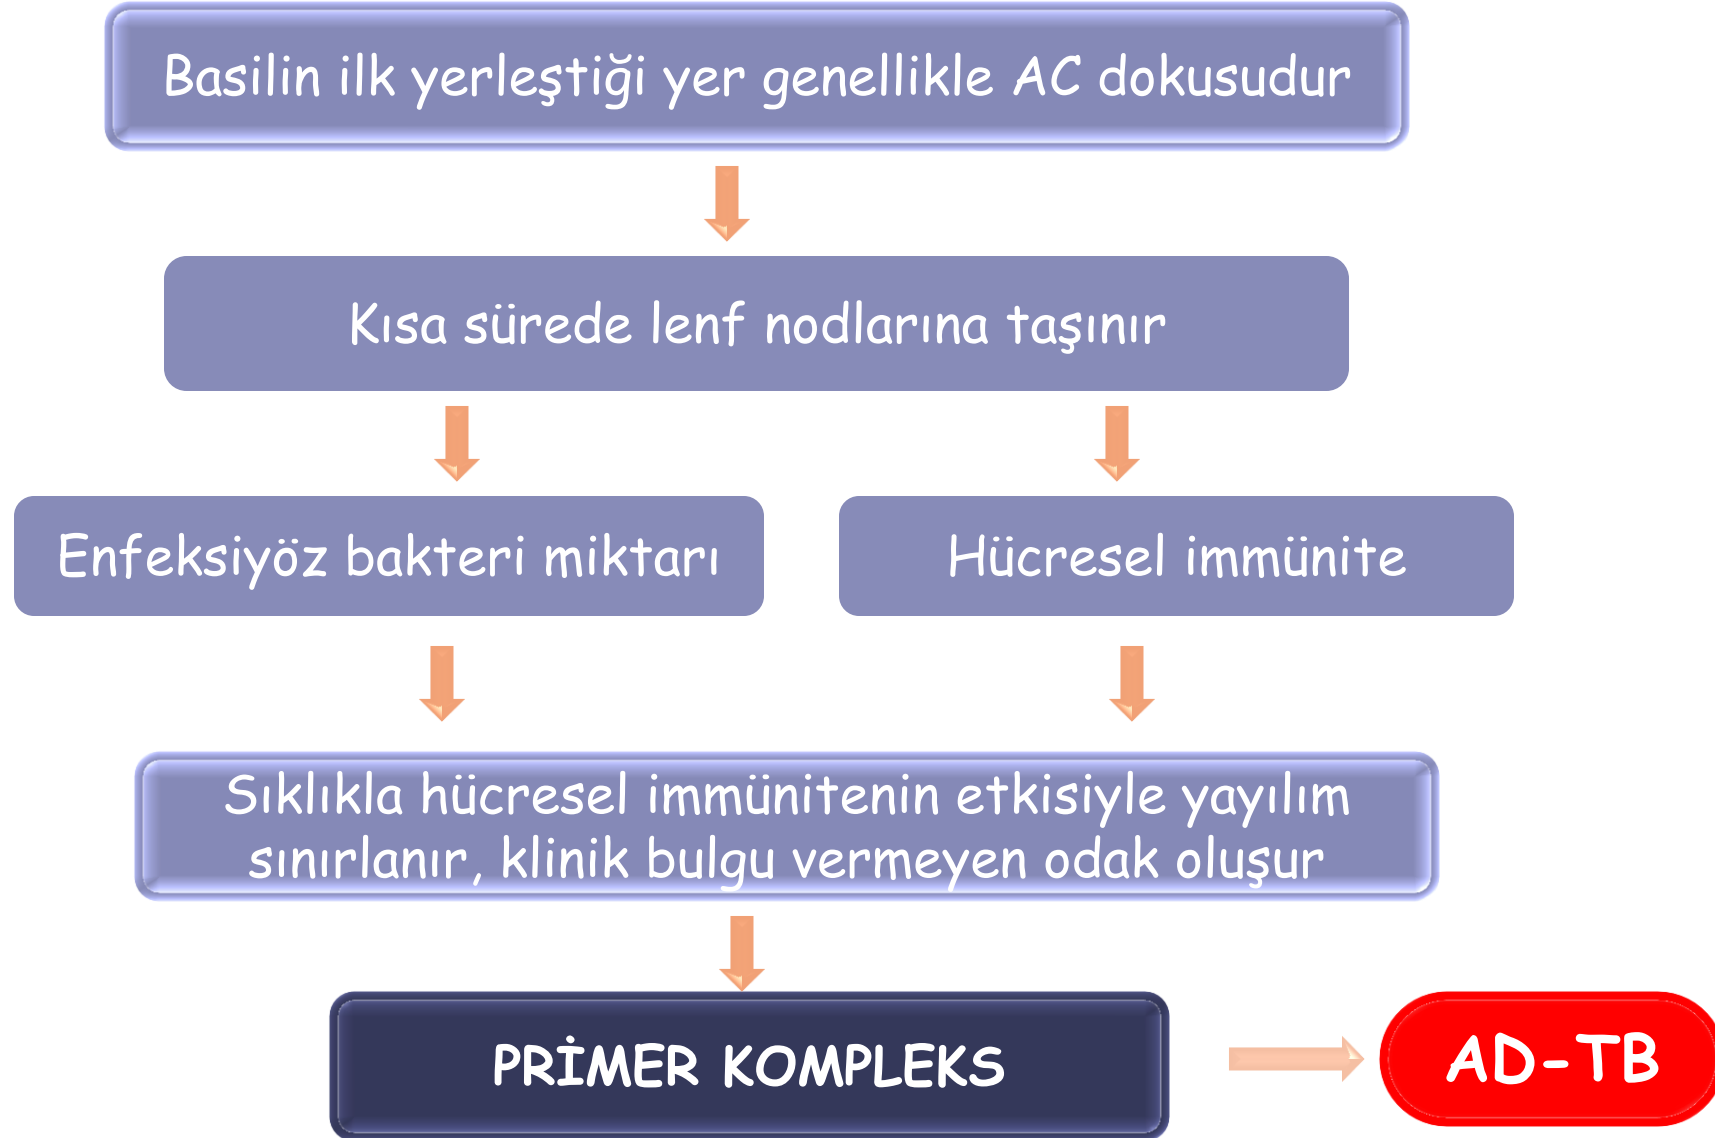 Basilin ilk yerleştiği yer genellikle AC dokusudur
Kısa sürede lenf nodlarına taşınır
Enfeksiyöz bakteri miktarı
Hücresel immünite
Sıklıkla hücresel immünitenin etkisiyle yayılım
sınırlanır, klinik bulgu vermeyen odak oluşur
PRİMER KOMPLEKS
AD-TB